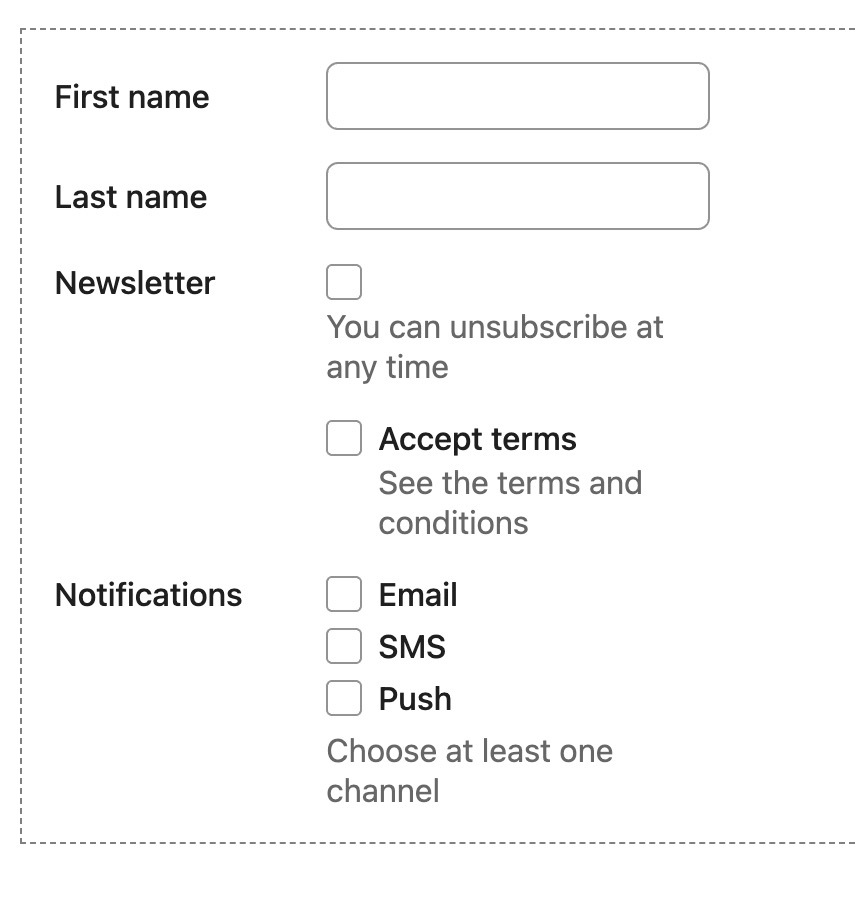 First name
Last name
Newsletter
You can unsubscribe at
any time
Accept terms
See the terms and
conditions
Notifications
Email
SMS
Push
Choose at least one
channel